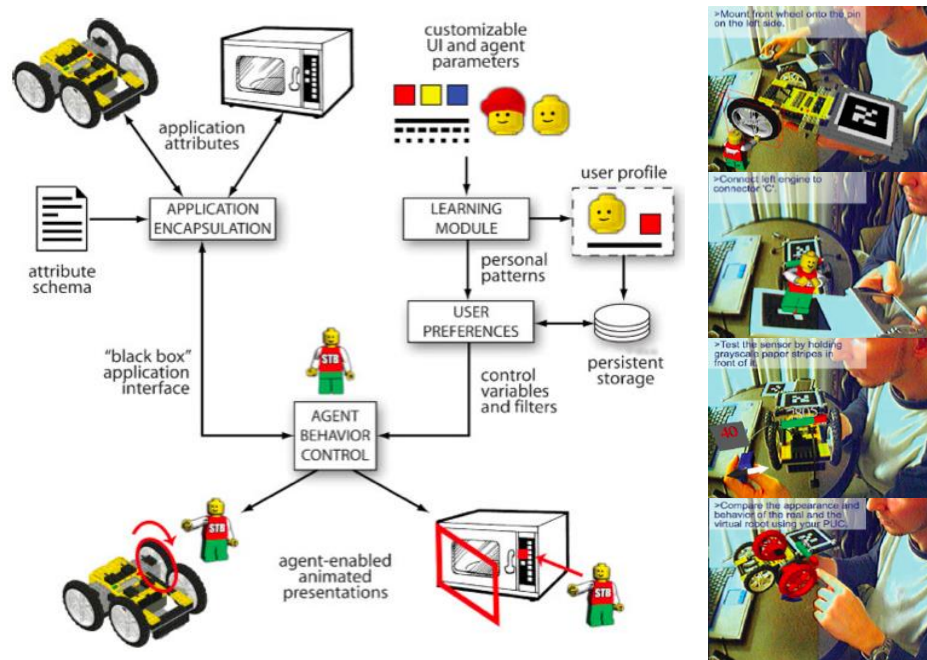 customizable
UI and agent
parameters
application
attributes
user profile
APPLICATION
ENCAPSULATION
LEARNING
MODULE
attribute
schema
personal
patterns
USER
PREFERENCES
"black box"
application
interface
STB
persistent
storage
control
variables
and filters
AGENT
BEHAVIOR
CONTROL
STB
agent-enabled
animated
presentations
STB
>Mount front wheel onto the pin
on the left side.
>Connect left engine to
connector 'C'.
STB
>Test the sensor by holding
grayscale paper stripes in
front of it.
40
>Compare the appearance and
behavior of the real and the
virtual robot using your PUC.